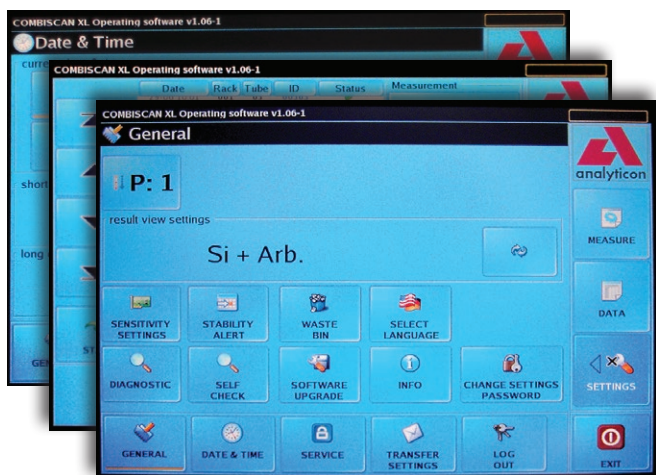 COMBISCAN XL Operating software v1.06-1
Date & Time
short
long
COMBISCAN XL Operating software v1.06-1
Date Rack Tube ID Status Measurement
COMBISCAN XL Operating software v1.06-1
General
analyticon
P: 1
result view settings
Si + Arb.
MEASURE
SENSITIVITY SETTINGS
STABILITY ALERT
WASTE BIN
SELECT LANGUAGE
DATA
DIAGNOSTIC
SELF CHECK
SOFTWARE UPGRADE
INFO
CHANGE SETTINGS PASSWORD
SETTINGS
GENERAL
DATE & TIME
SERVICE
TRANSFER SETTINGS
LOG OUT
EXIT